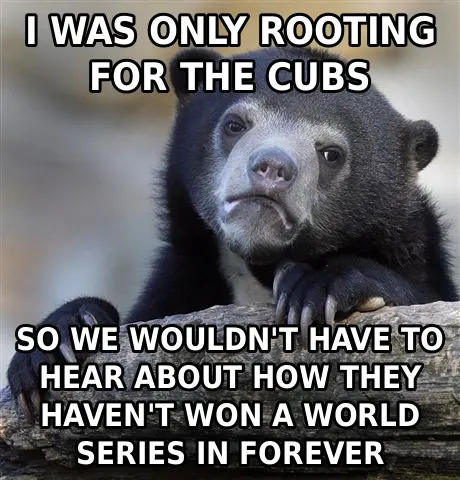 I WAS ONLY ROOTING
FOR THE CUBS
SO WE WOULDN'T HAVE TO
HEAR ABOUT HOW THEY
HAVEN'T WON A WORLD
SERIES IN FOREVER